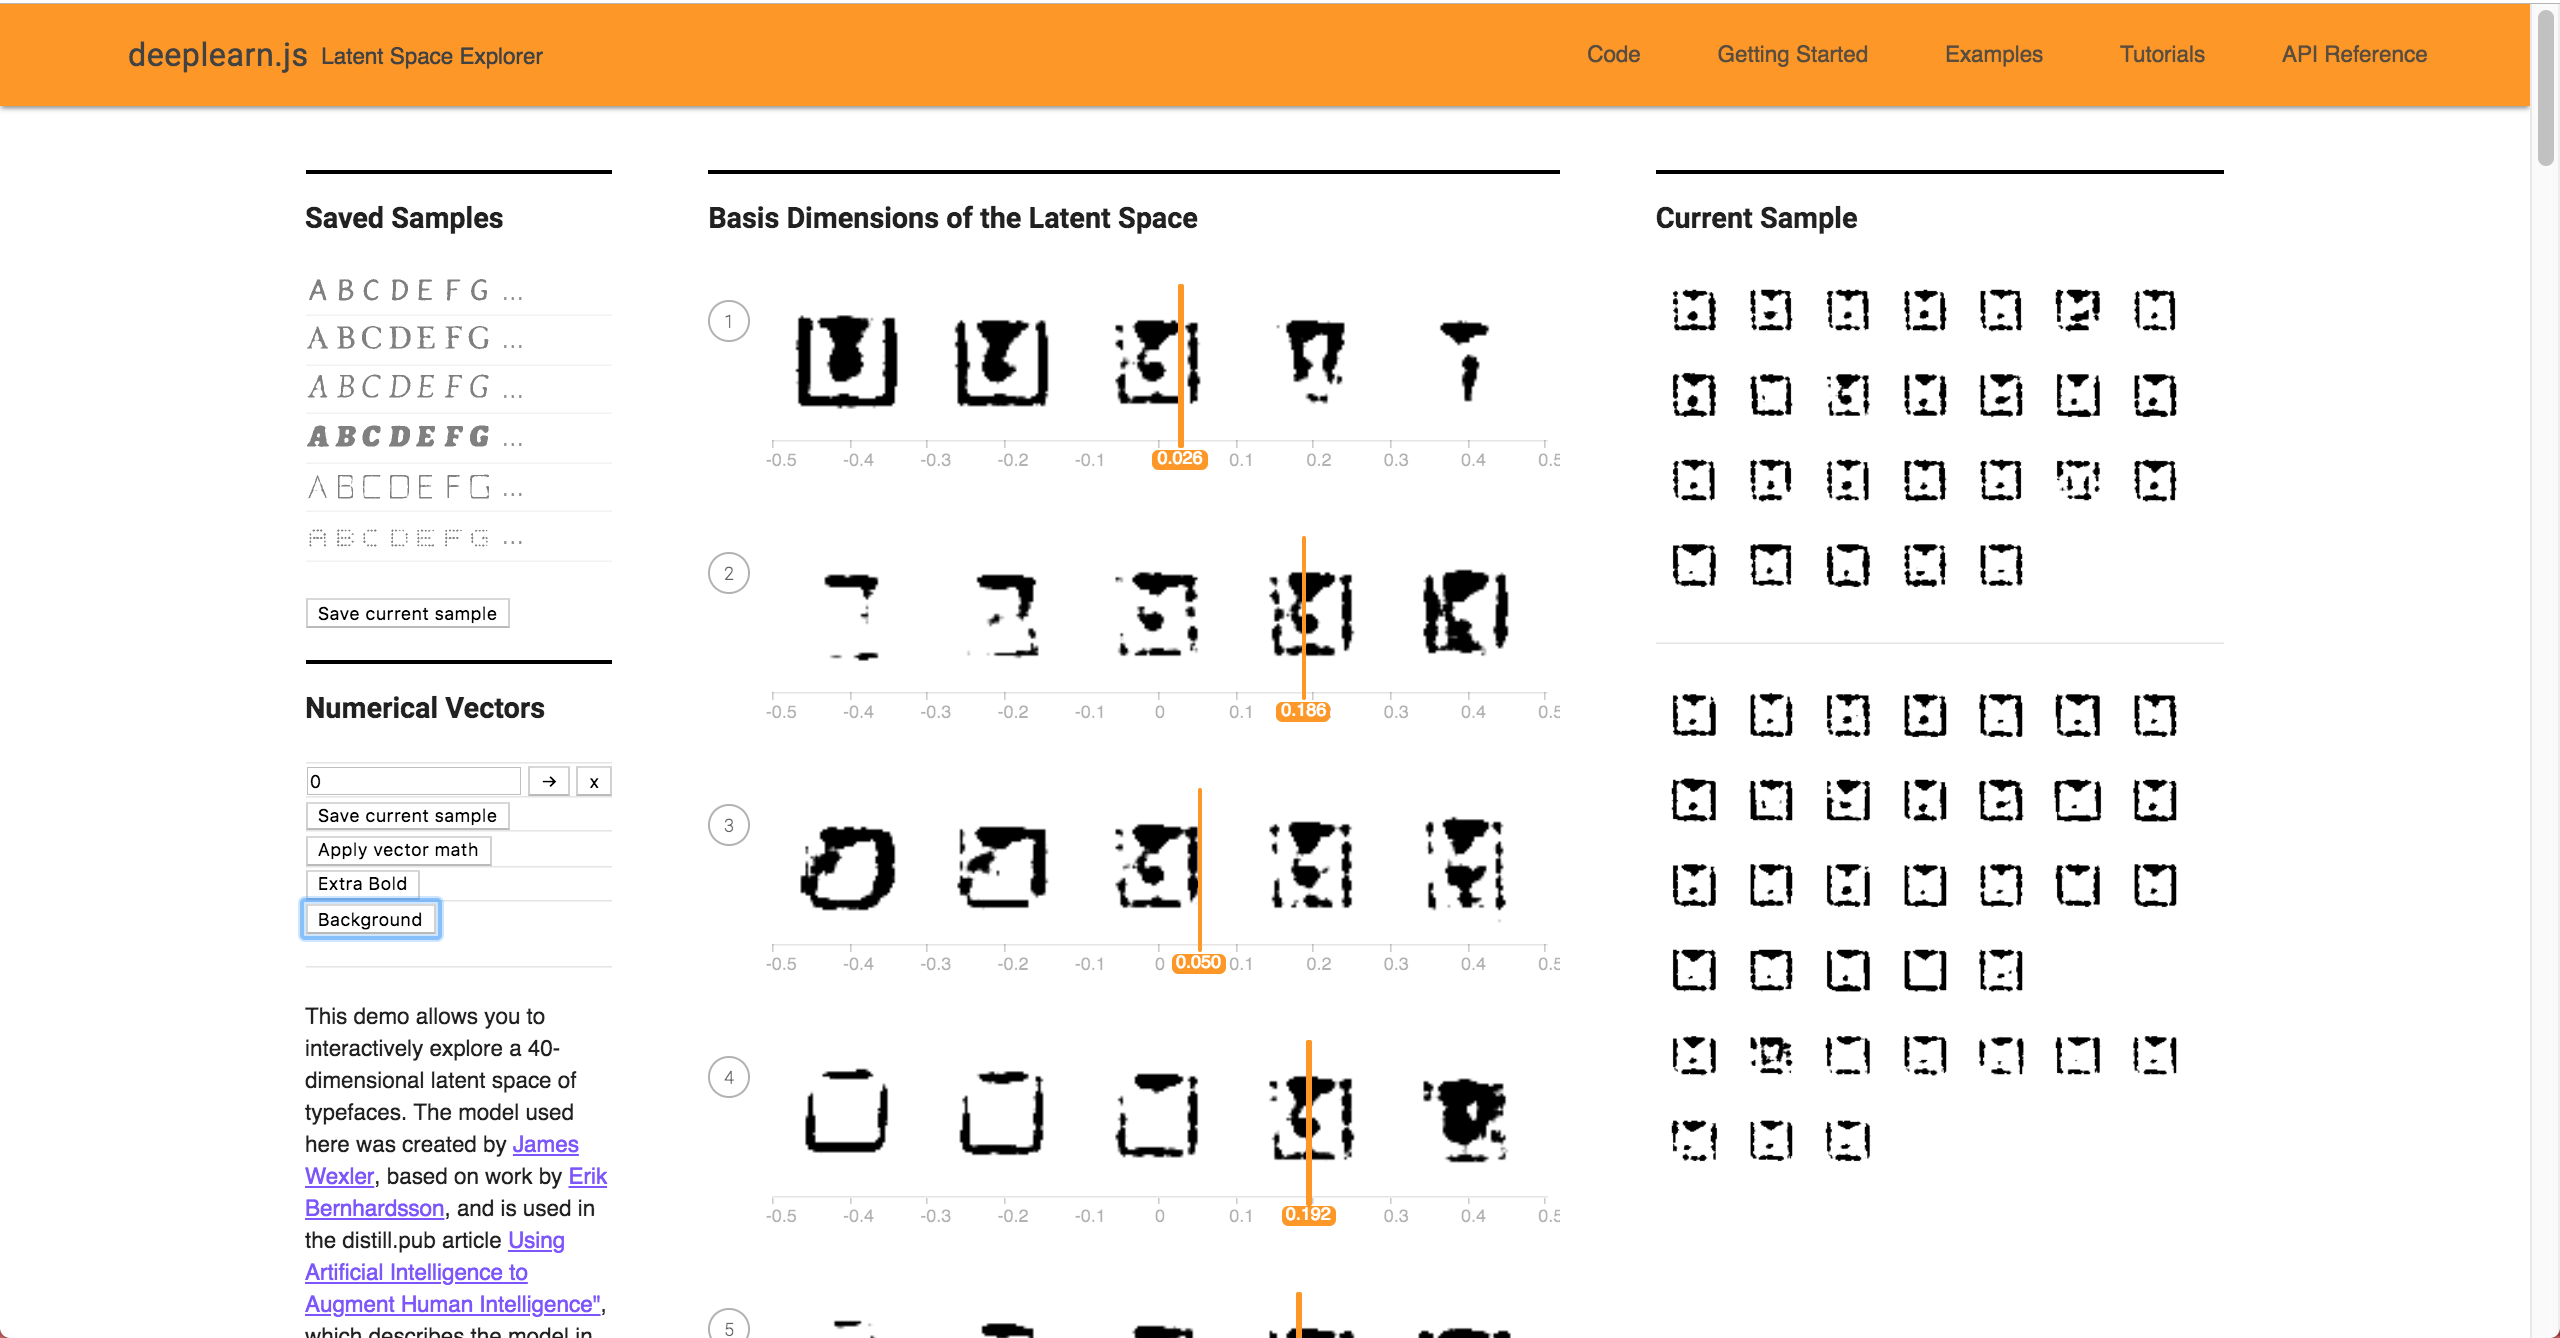 deeplearn.js Latent Space Explorer
Code Getting Started Examples Tutorials API Reference
Saved Samples
A B C D E F G ...
A B C D E F G ...
A B C D E F G ...
A B C D E F G ...
A B C D E F G ...
A B C D E F G ...
Save current sample
Numerical Vectors
0 → x
Save current sample
Apply vector math
Extra Bold
Background
This demo allows you to
interactively explore a 40-
dimensional latent space of
typefaces. The model used
here was created by James
Wexler, based on work by Erik
Bernhardsson, and is used in
the distill.pub article Using
Artificial Intelligence to
Augment Human Intelligence",
which describes the model in
Basis Dimensions of the Latent Space
1
-0.5 -0.4 -0.3 -0.2 -0.1 0.026 0.1 0.2 0.3 0.4 0.5
2
-0.5 -0.4 -0.3 -0.2 -0.1 0 0.1 0.186 0.3 0.4 0.5
3
-0.5 -0.4 -0.3 -0.2 -0.1 0 0.050 0.1 0.2 0.3 0.4 0.5
4
-0.5 -0.4 -0.3 -0.2 -0.1 0 0.1 0.192 0.3 0.4 0.5
5
Current Sample